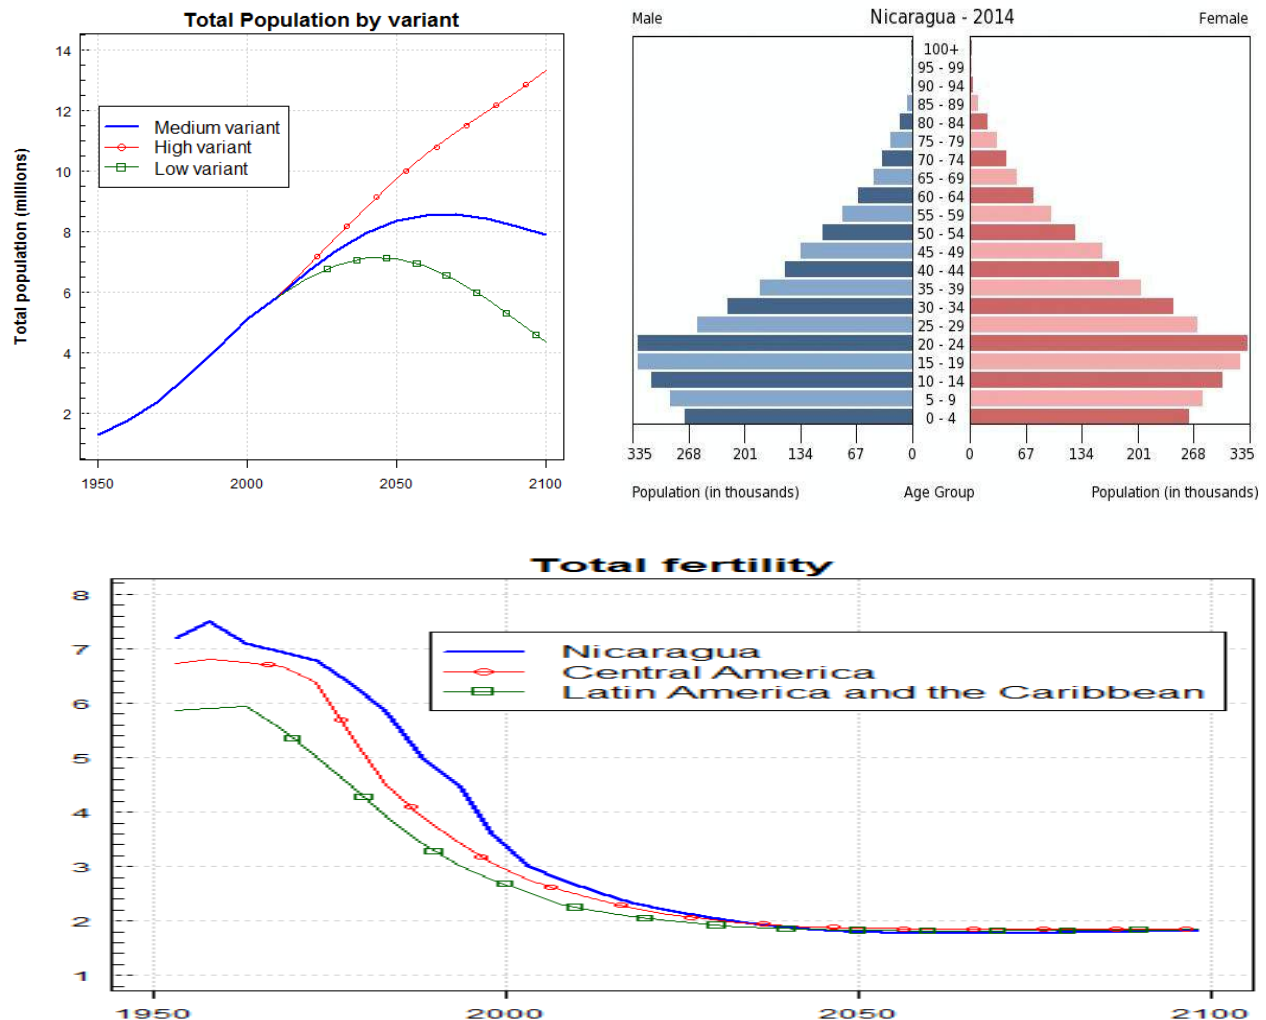 Total Population by variant
Total population (millions)
14
12
10
8
6
4
2
Medium variant
High variant
Low variant
1950 2000 2050 2100
Male Nicaragua - 2014 Female
100+
95 - 99
90 - 94
85 - 89
80 - 84
75 - 79
70 - 74
65 - 69
60 - 64
55 - 59
50 - 54
45 - 49
40 - 44
35 - 39
30 - 34
25 - 29
20 - 24
15 - 19
10 - 14
5 - 9
0 - 4
335 268 201 134 67 0 0 67 134 201 268 335
Population (in thousands) Age Group Population (in thousands)
Total fertility
8
7
6
5
4
3
2
1
Nicaragua
Central America
Latin America and the Caribbean
1950 2000 2050 2100